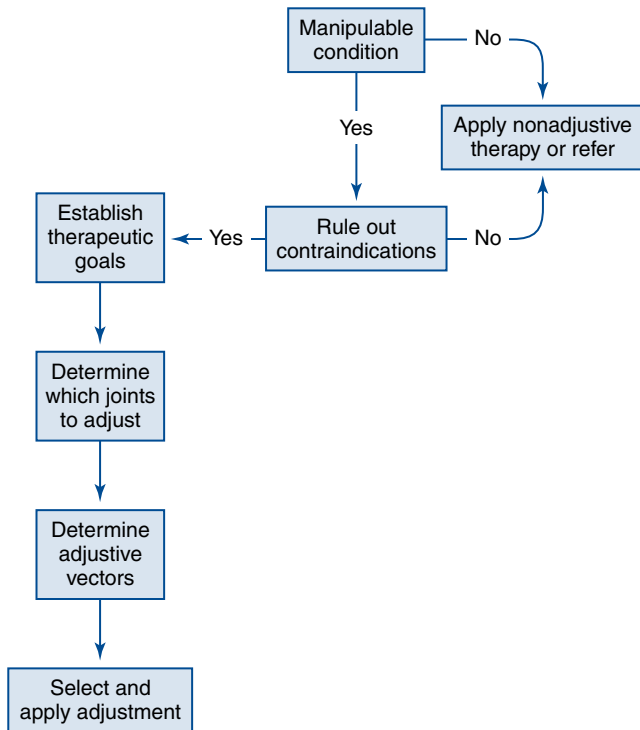 Manipulable
condition
No
Yes
Apply nonadjustive
therapy or refer
Establish
therapeutic
goals
Yes
Rule out
contraindications
No
Determine
which joints
to adjust
Determine
adjustive
vectors
Select and
apply adjustment